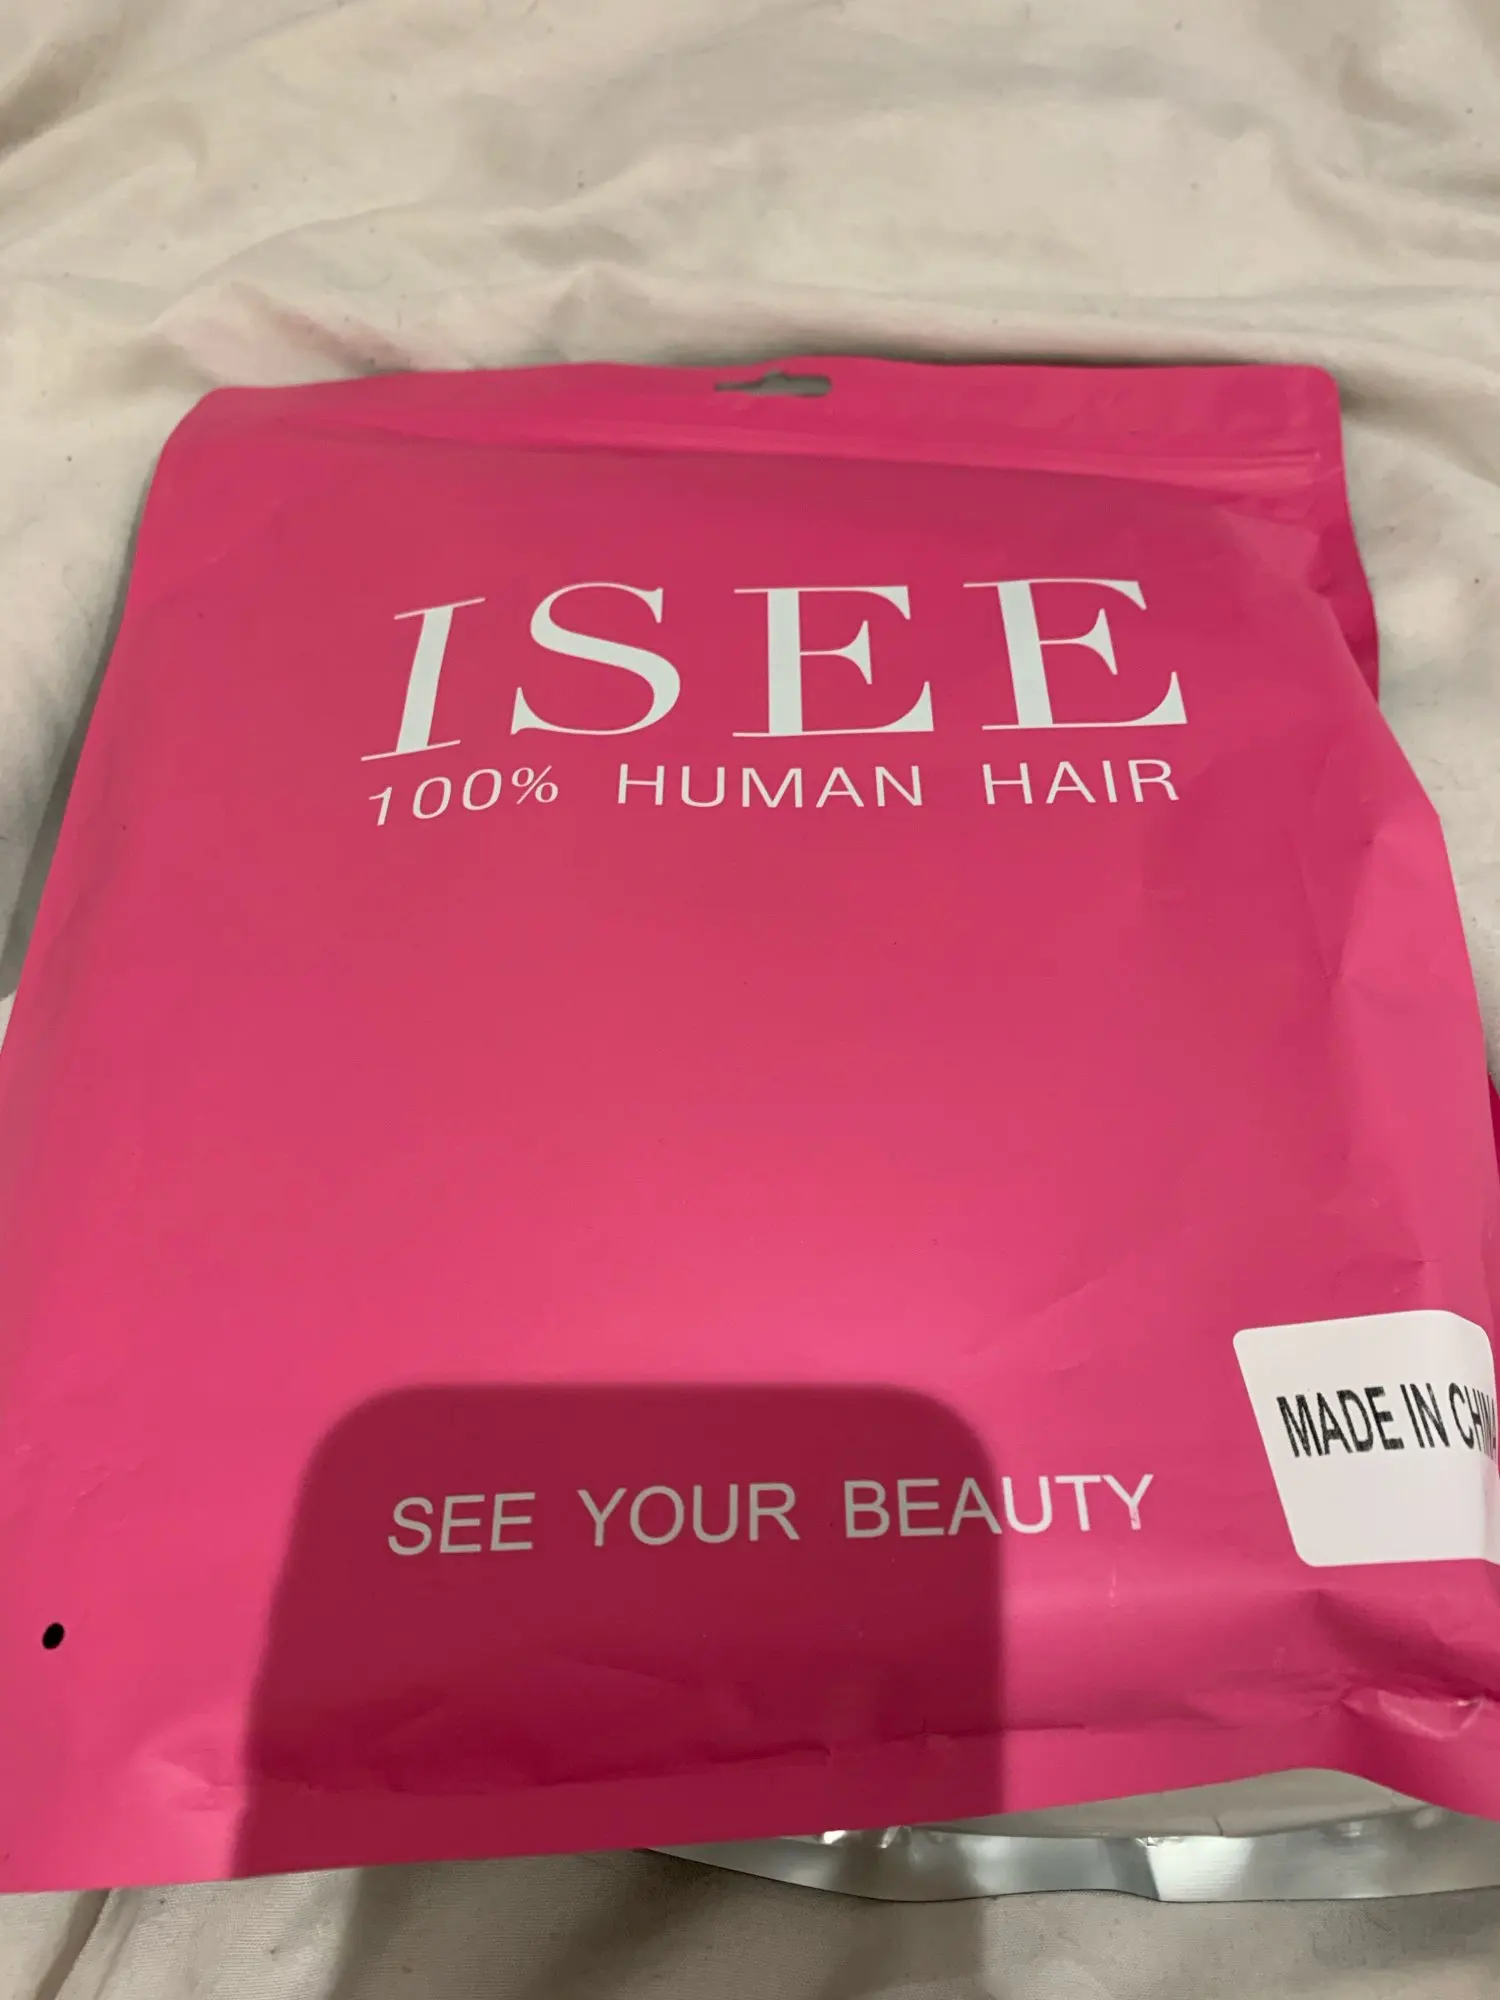 ISEE
100% HUMAN HAIR
MADE IN CHINA
SEE YOUR BEAUTY